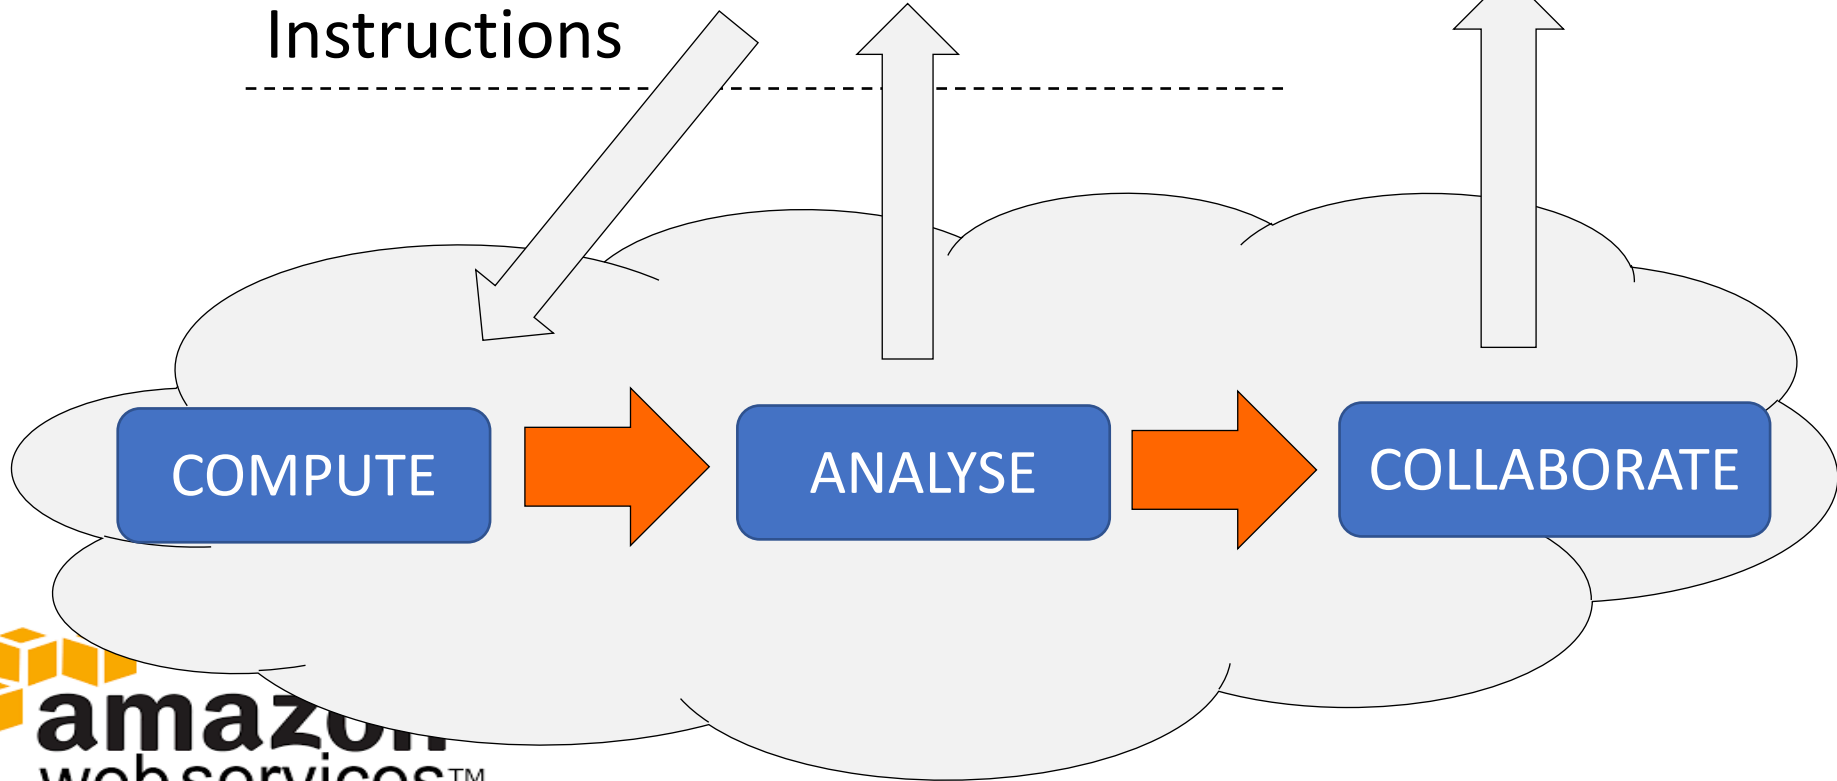 Instructions
COMPUTE
ANALYSE
COLLABORATE
amazon
web services™